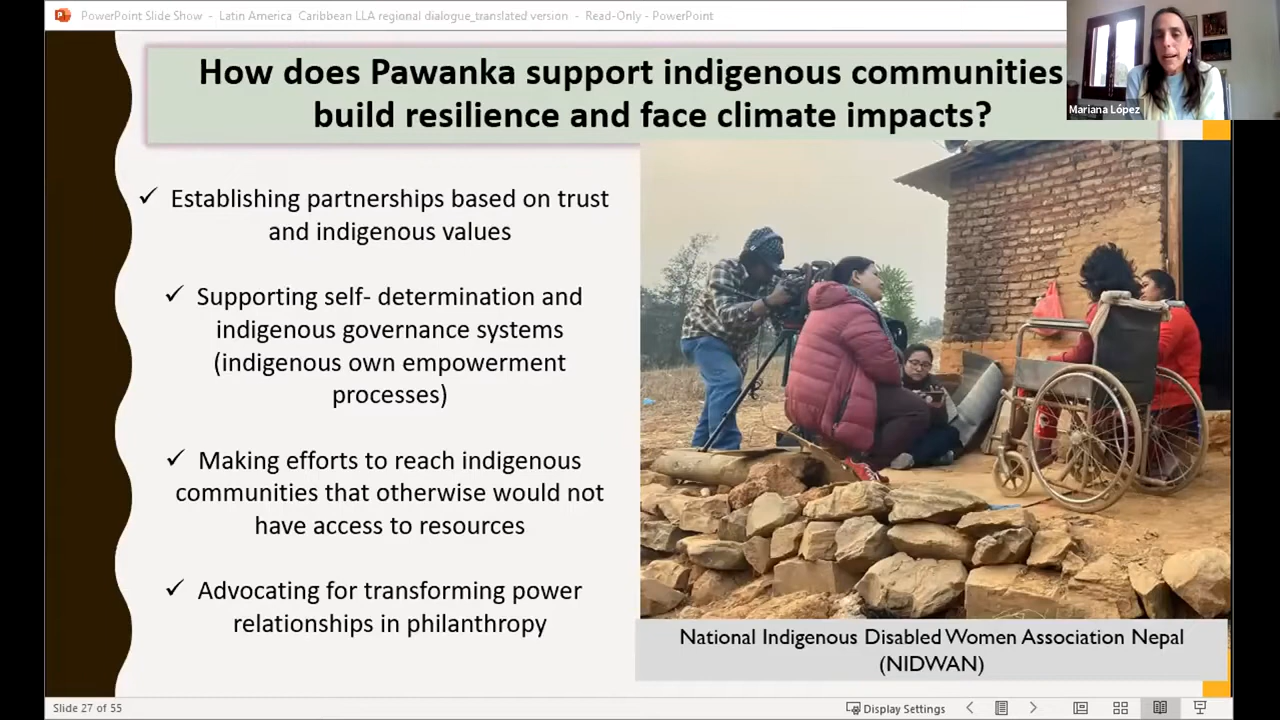 PowerPoint Slide Show - Latin America Caribbean LLA regional dialogue_translated version - Read-Only - PowerPoint
Mariana López
How does Pawanka support indigenous communities
build resilience and face climate impacts?
✓ Establishing partnerships based on trust
and indigenous values
✓ Supporting self- determination and
indigenous governance systems
(indigenous own empowerment
processes)
✓ Making efforts to reach indigenous
communities that otherwise would not
have access to resources
✓ Advocating for transforming power
relationships in philanthropy
National Indigenous Disabled Women Association Nepal
(NIDWAN)
Slide 27 of 55
Display Settings